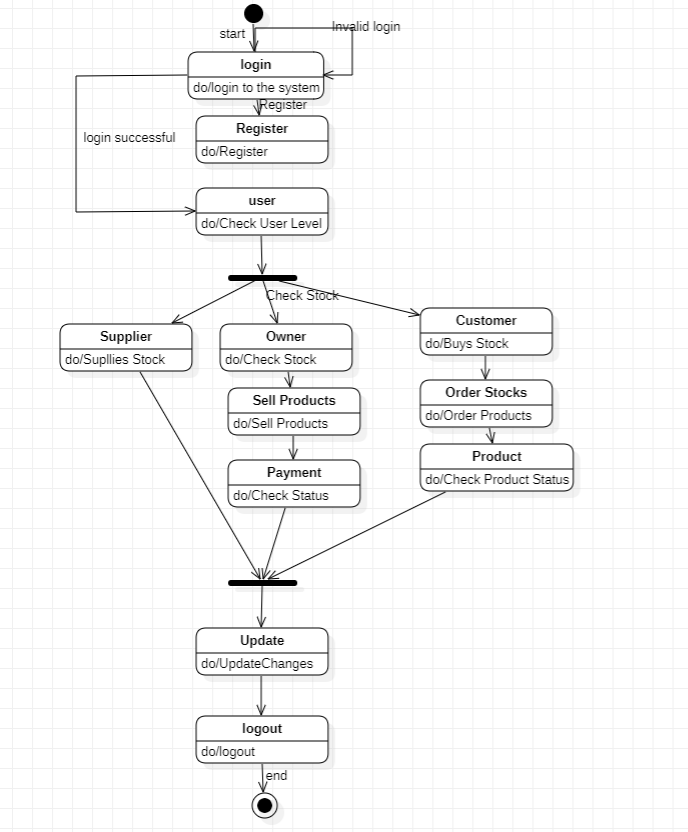 start
Invalid login
login
do/login to the system
Register
Register
do/Register
login successful
user
do/Check User Level
Check Stock
Supplier
do/Supllies Stock
Owner
do/Check Stock
Customer
do/Buys Stock
Sell Products
do/Sell Products
Order Stocks
do/Order Products
Payment
do/Check Status
Product
do/Check Product Status
Update
do/UpdateChanges
logout
do/logout
end